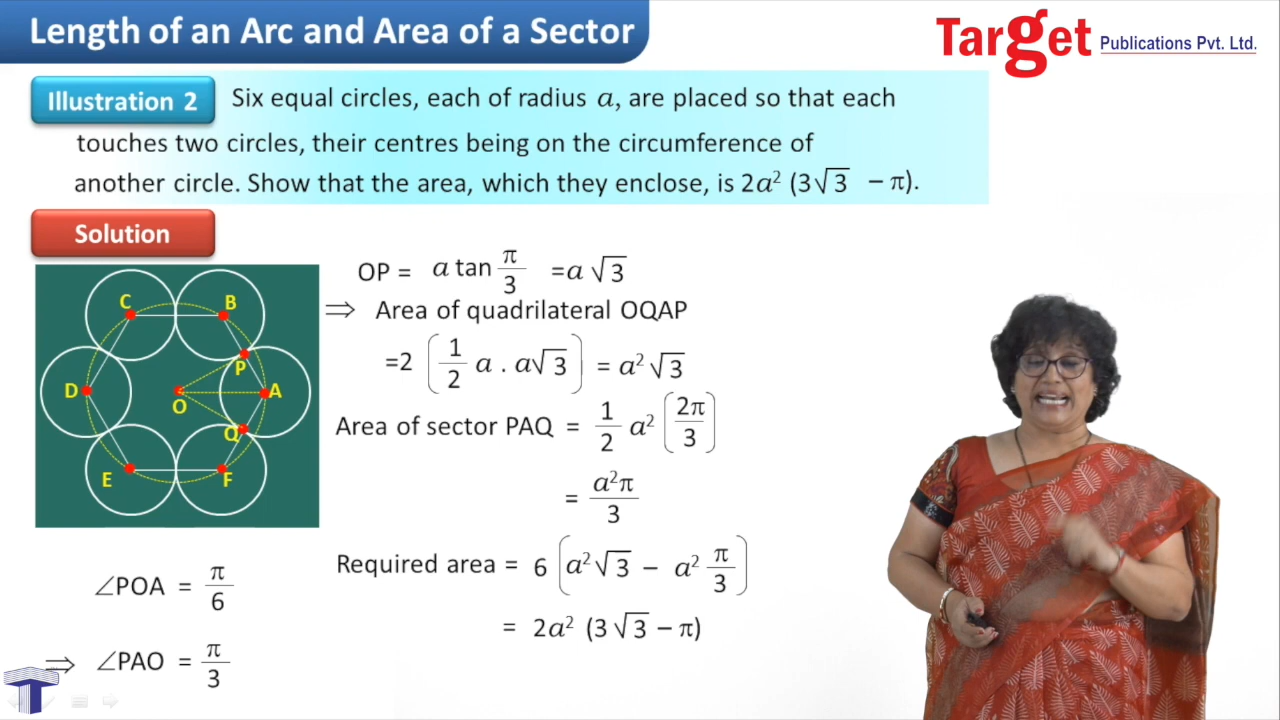 Length of an Arc and Area of a Sector
Target Publications Pvt. Ltd.
Illustration 2 Six equal circles, each of radius a, are placed so that each
touches two circles, their centres being on the circumference of
another circle. Show that the area, which they enclose, is 2a² (3√3 – π).
Solution
C B
P
D O A
Q
E F
∠POA = π/6
⇒ ∠PAO = π/3
OP = a tan π/3 = a√3
⇒ Area of quadrilateral OQAP
=2 (1/2 a . a√3) = a²√3
Area of sector PAQ = 1/2 a² (2π/3)
= a²π/3
Required area = 6 (a²√3 – a² π/3)
= 2a² (3√3 – π)
T